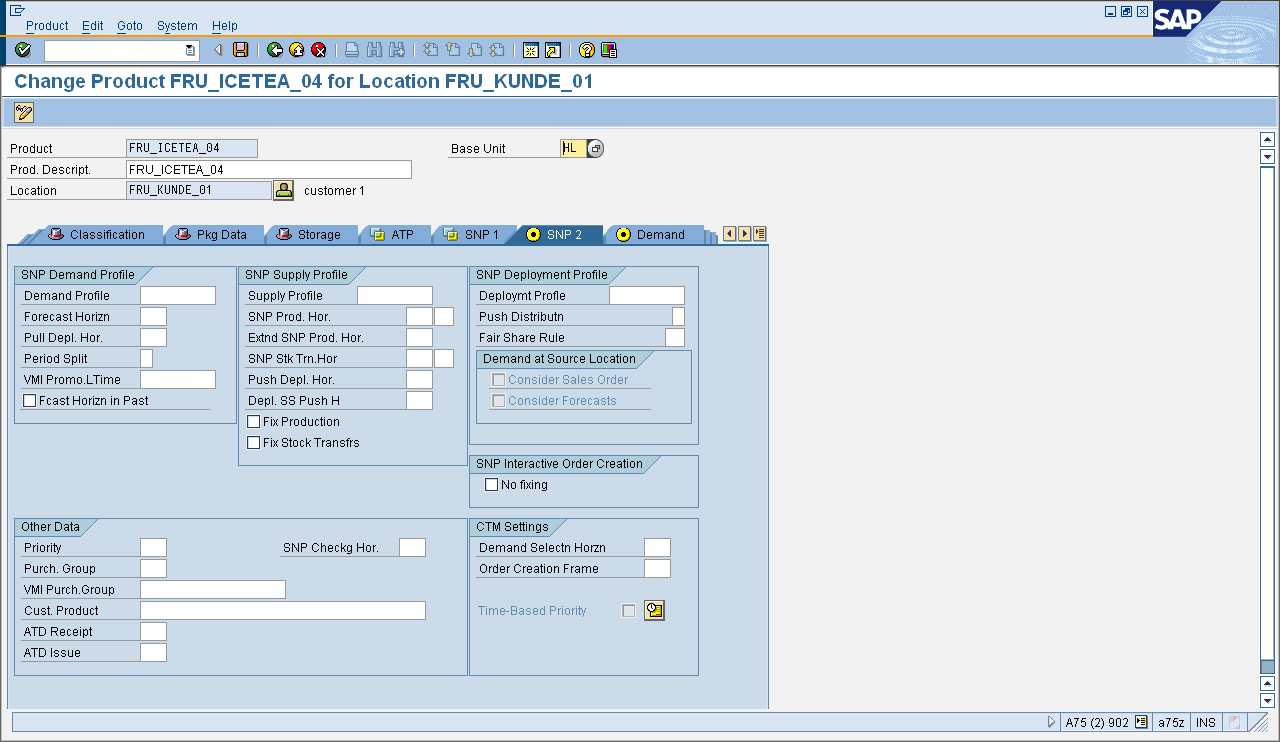 Product Edit Goto System Help
SAP
Change Product FRU_ICETEA_04 for Location FRU_KUNDE_01
Product FRU_ICETEA_04 Base Unit HL
Prod. Descript. FRU_ICETEA_04
Location FRU_KUNDE_01 customer 1
Classification Pkg Data Storage ATP SNP 1 SNP 2 Demand
SNP Demand Profile
Demand Profile
Forecast Horizn
Pull Depl. Hor.
Period Split
VMI Promo.LTime
Fcast Horizn in Past
SNP Supply Profile
Supply Profile
SNP Prod. Hor.
Extnd SNP Prod. Hor.
SNP Stk Trn.Hor
Push Depl. Hor.
Depl. SS Push H
Fix Production
Fix Stock Transfrs
SNP Deployment Profile
Deploymt Profle
Push Distributn
Fair Share Rule
Demand at Source Location
Consider Sales Order
Consider Forecasts
SNP Interactive Order Creation
No fixing
Other Data
Priority SNP Checkg Hor.
Purch. Group
VMI Purch.Group
Cust. Product
ATD Receipt
ATD Issue
CTM Settings
Demand Selectn Horzn
Order Creation Frame
Time-Based Priority
A75 (2) 902 a75z INS